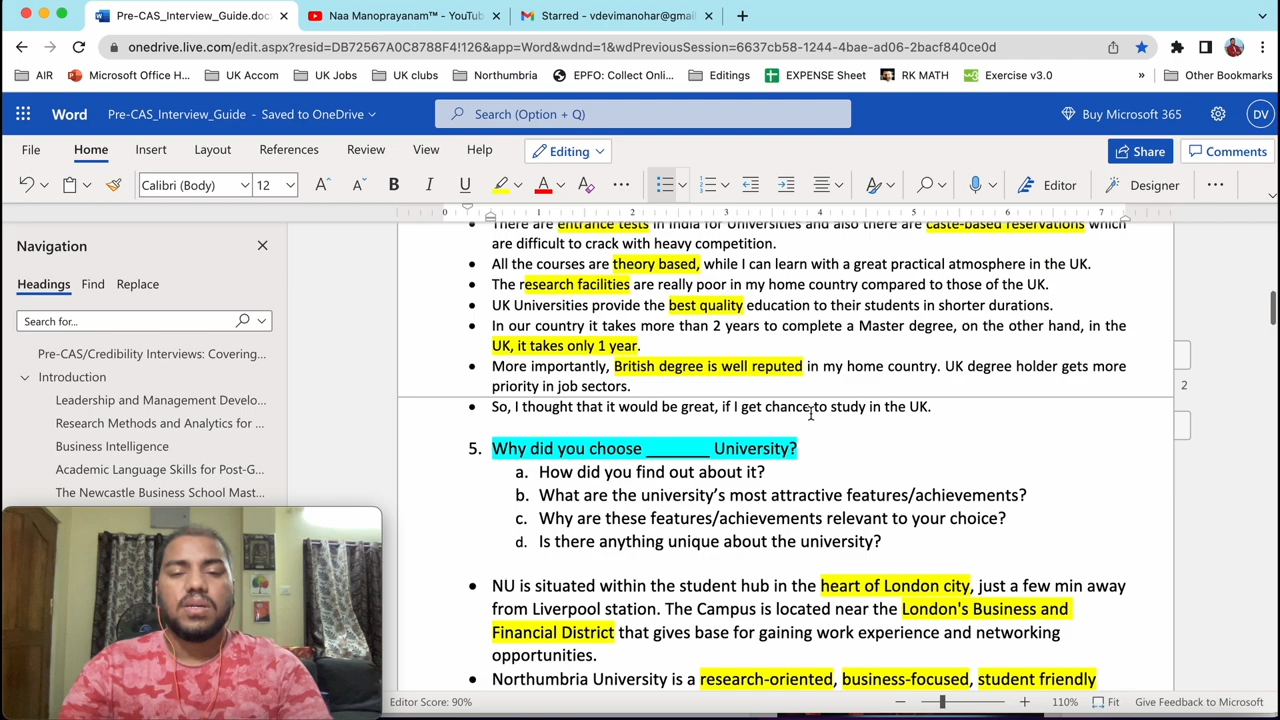 Pre-CAS_Interview_Guide.docx
Naa Manoprayanam™ - YouTube
Starred - vdevimanohar@gmai
onedrive.live.com/edit.aspx?resid=DB72567A0C8788F4!126&app=Word&wdnd=1&wdPreviousSession=6637cb58-1244-4bae-ad06-2bacf840ce0d
AIR
Microsoft Office H...
UK Accom
UK Jobs
UK clubs
Northumbria
EPFO: Collect Onli...
Editings
EXPENSE Sheet
RK MATH
Exercise v3.0
»
Other Bookmarks
Word
Pre-CAS_Interview_Guide - Saved to OneDrive
Search (Option + Q)
Buy Microsoft 365
DV
File
Home
Insert
Layout
References
Review
View
Help
Editing
Share
Comments
Calibri (Body)
12
B
I
U
Editor
Designer
0 1 2 3 4 5 6 7
Navigation
Headings
Find
Replace
Search for...
Pre-CAS/Credibility Interviews: Covering...
Introduction
Leadership and Management Develo...
Research Methods and Analytics for ...
Business Intelligence
Academic Language Skills for Post-G...
The Newcastle Business School Mast...
There are entrance tests in India for Universities and also there are caste-based reservations which
are difficult to crack with heavy competition.
All the courses are theory based, while I can learn with a great practical atmosphere in the UK.
The research facilities are really poor in my home country compared to those of the UK.
UK Universities provide the best quality education to their students in shorter durations.
In our country it takes more than 2 years to complete a Master degree, on the other hand, in the
UK, it takes only 1 year.
More importantly, British degree is well reputed in my home country. UK degree holder gets more
priority in job sectors.
2
So, I thought that it would be great, if I get chance to study in the UK.
5. Why did you choose _______ University?
a. How did you find out about it?
b. What are the university's most attractive features/achievements?
c. Why are these features/achievements relevant to your choice?
d. Is there anything unique about the university?
NU is situated within the student hub in the heart of London city, just a few min away
from Liverpool station. The Campus is located near the London's Business and
Financial District that gives base for gaining work experience and networking
opportunities.
Northumbria University is a research-oriented, business-focused, student friendly
Editor Score: 90%
110%
Fit
Give Feedback to Microsoft